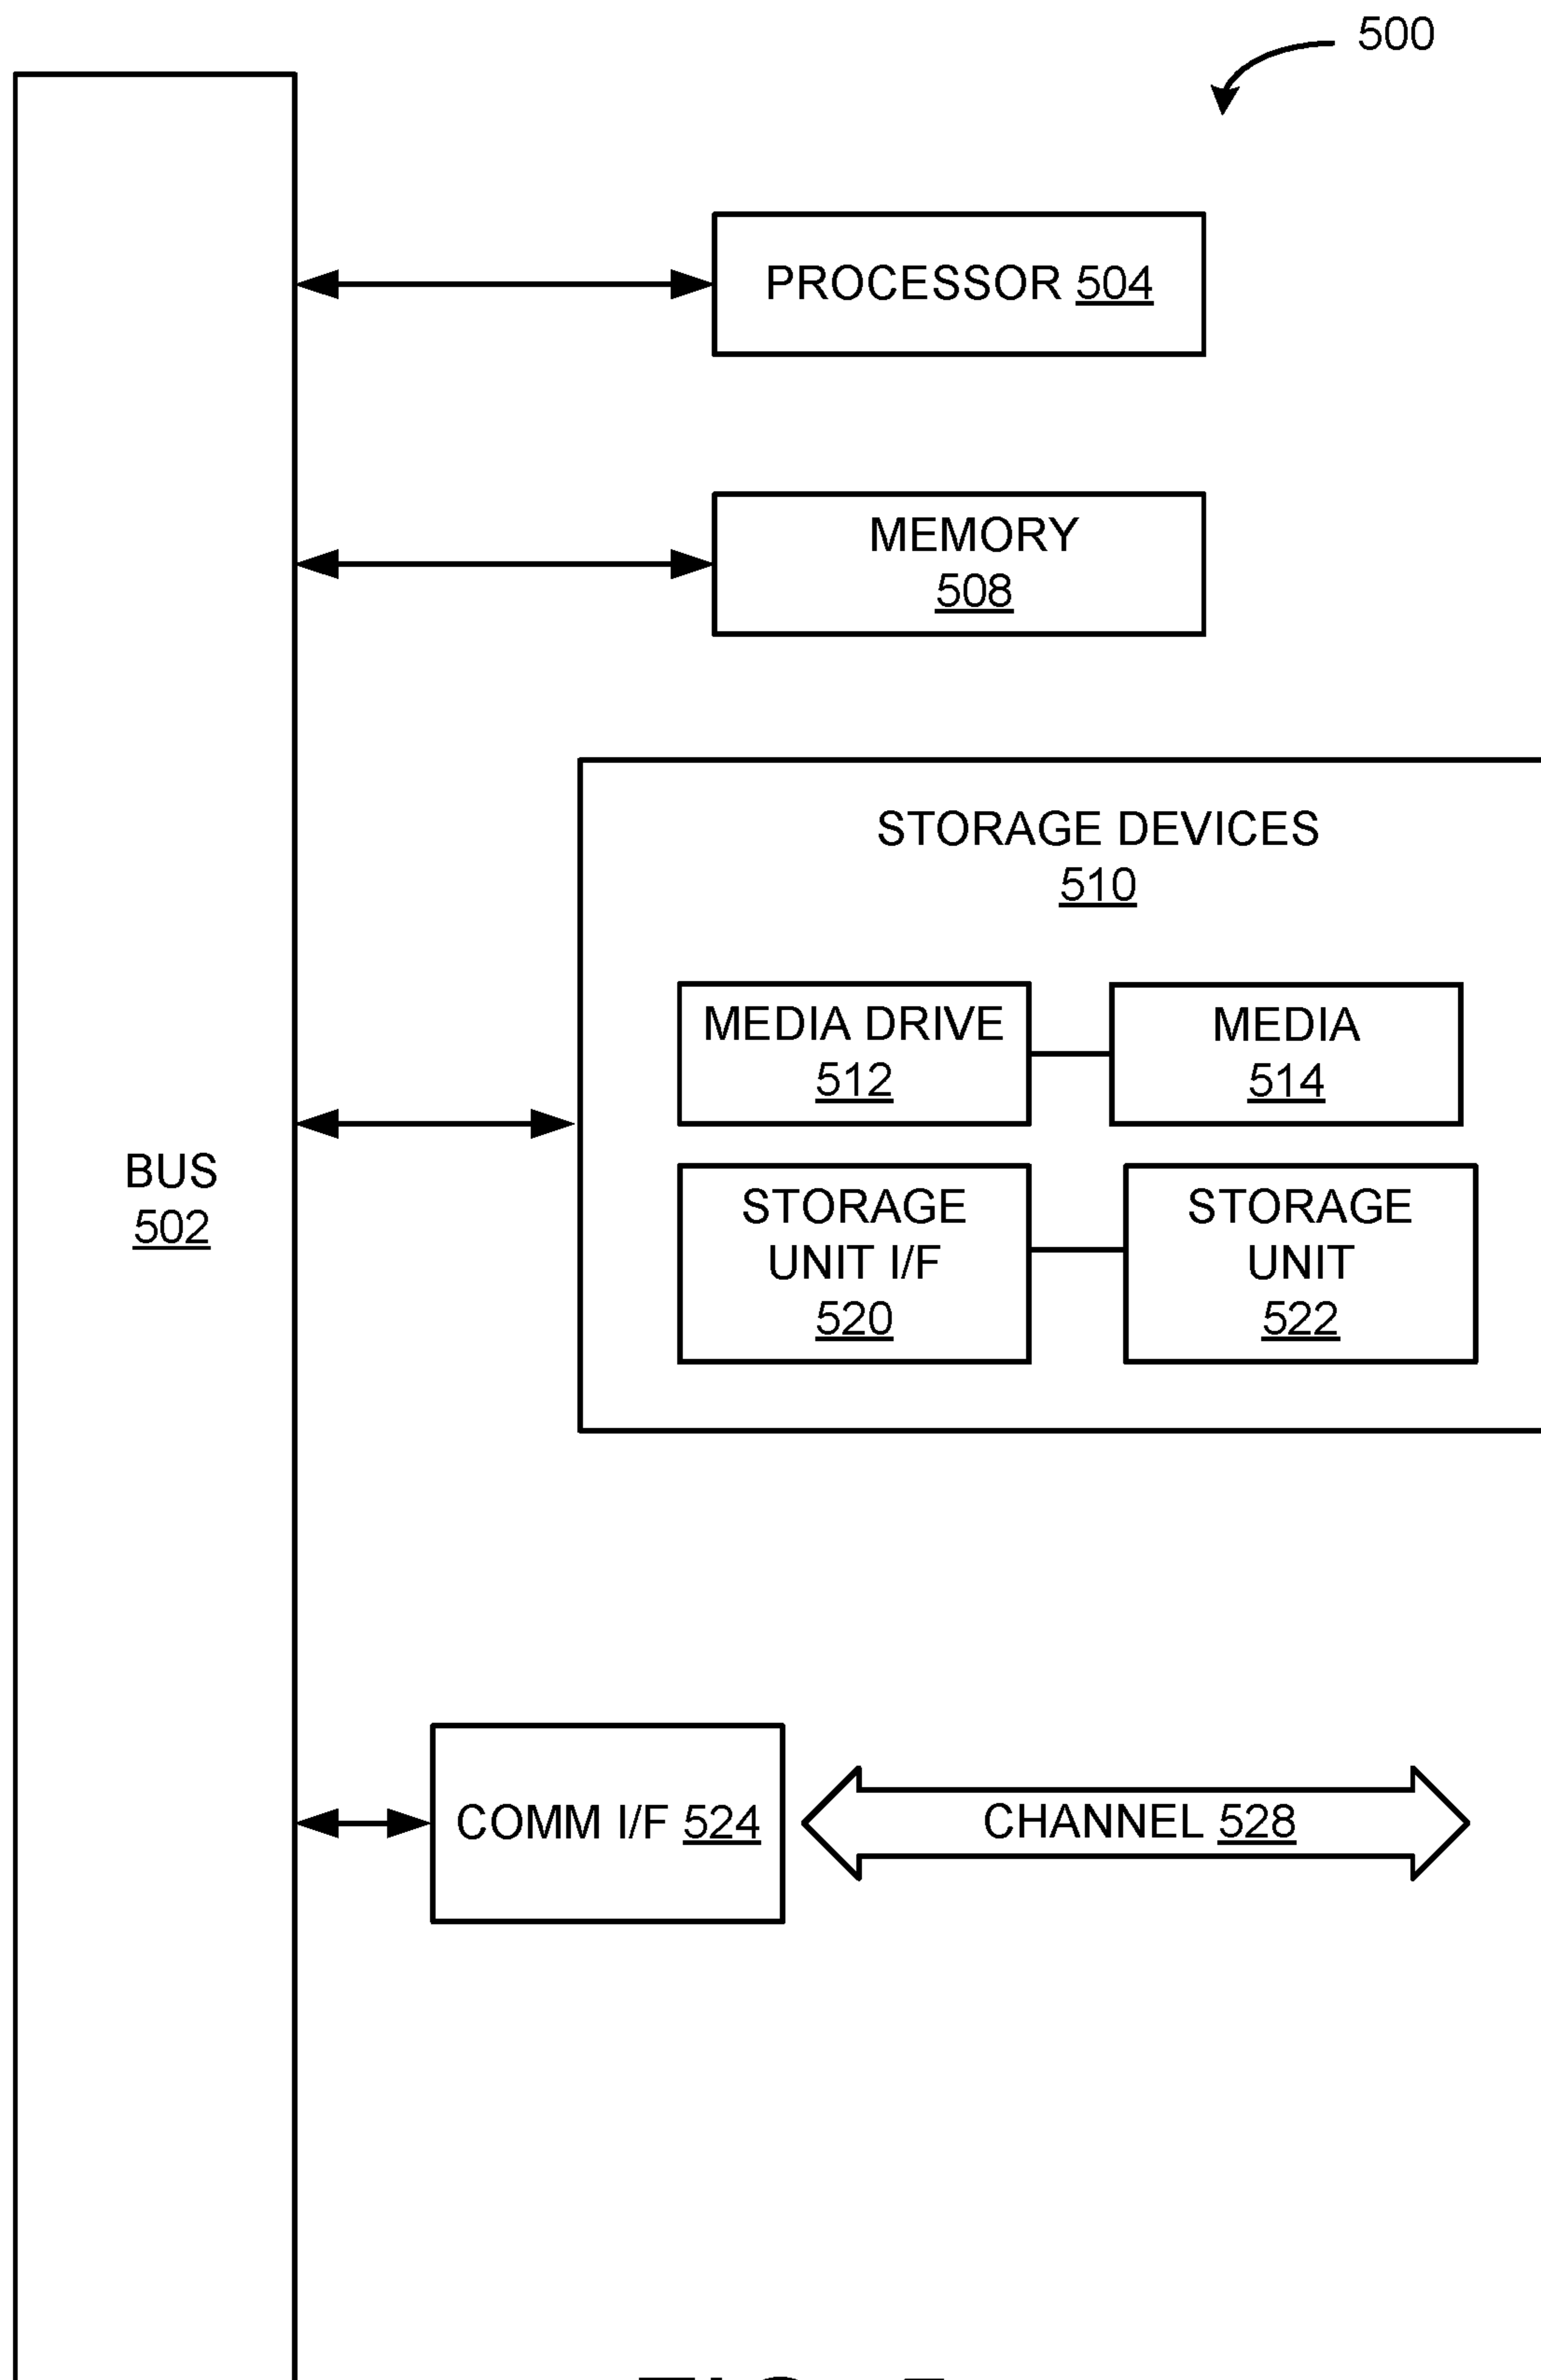 500
PROCESSOR 504
MEMORY
508
STORAGE DEVICES
510
MEDIA DRIVE
512
MEDIA
514
BUS
502
STORAGE
UNIT I/F
520
STORAGE
UNIT
522
COMM I/F 524
CHANNEL 528